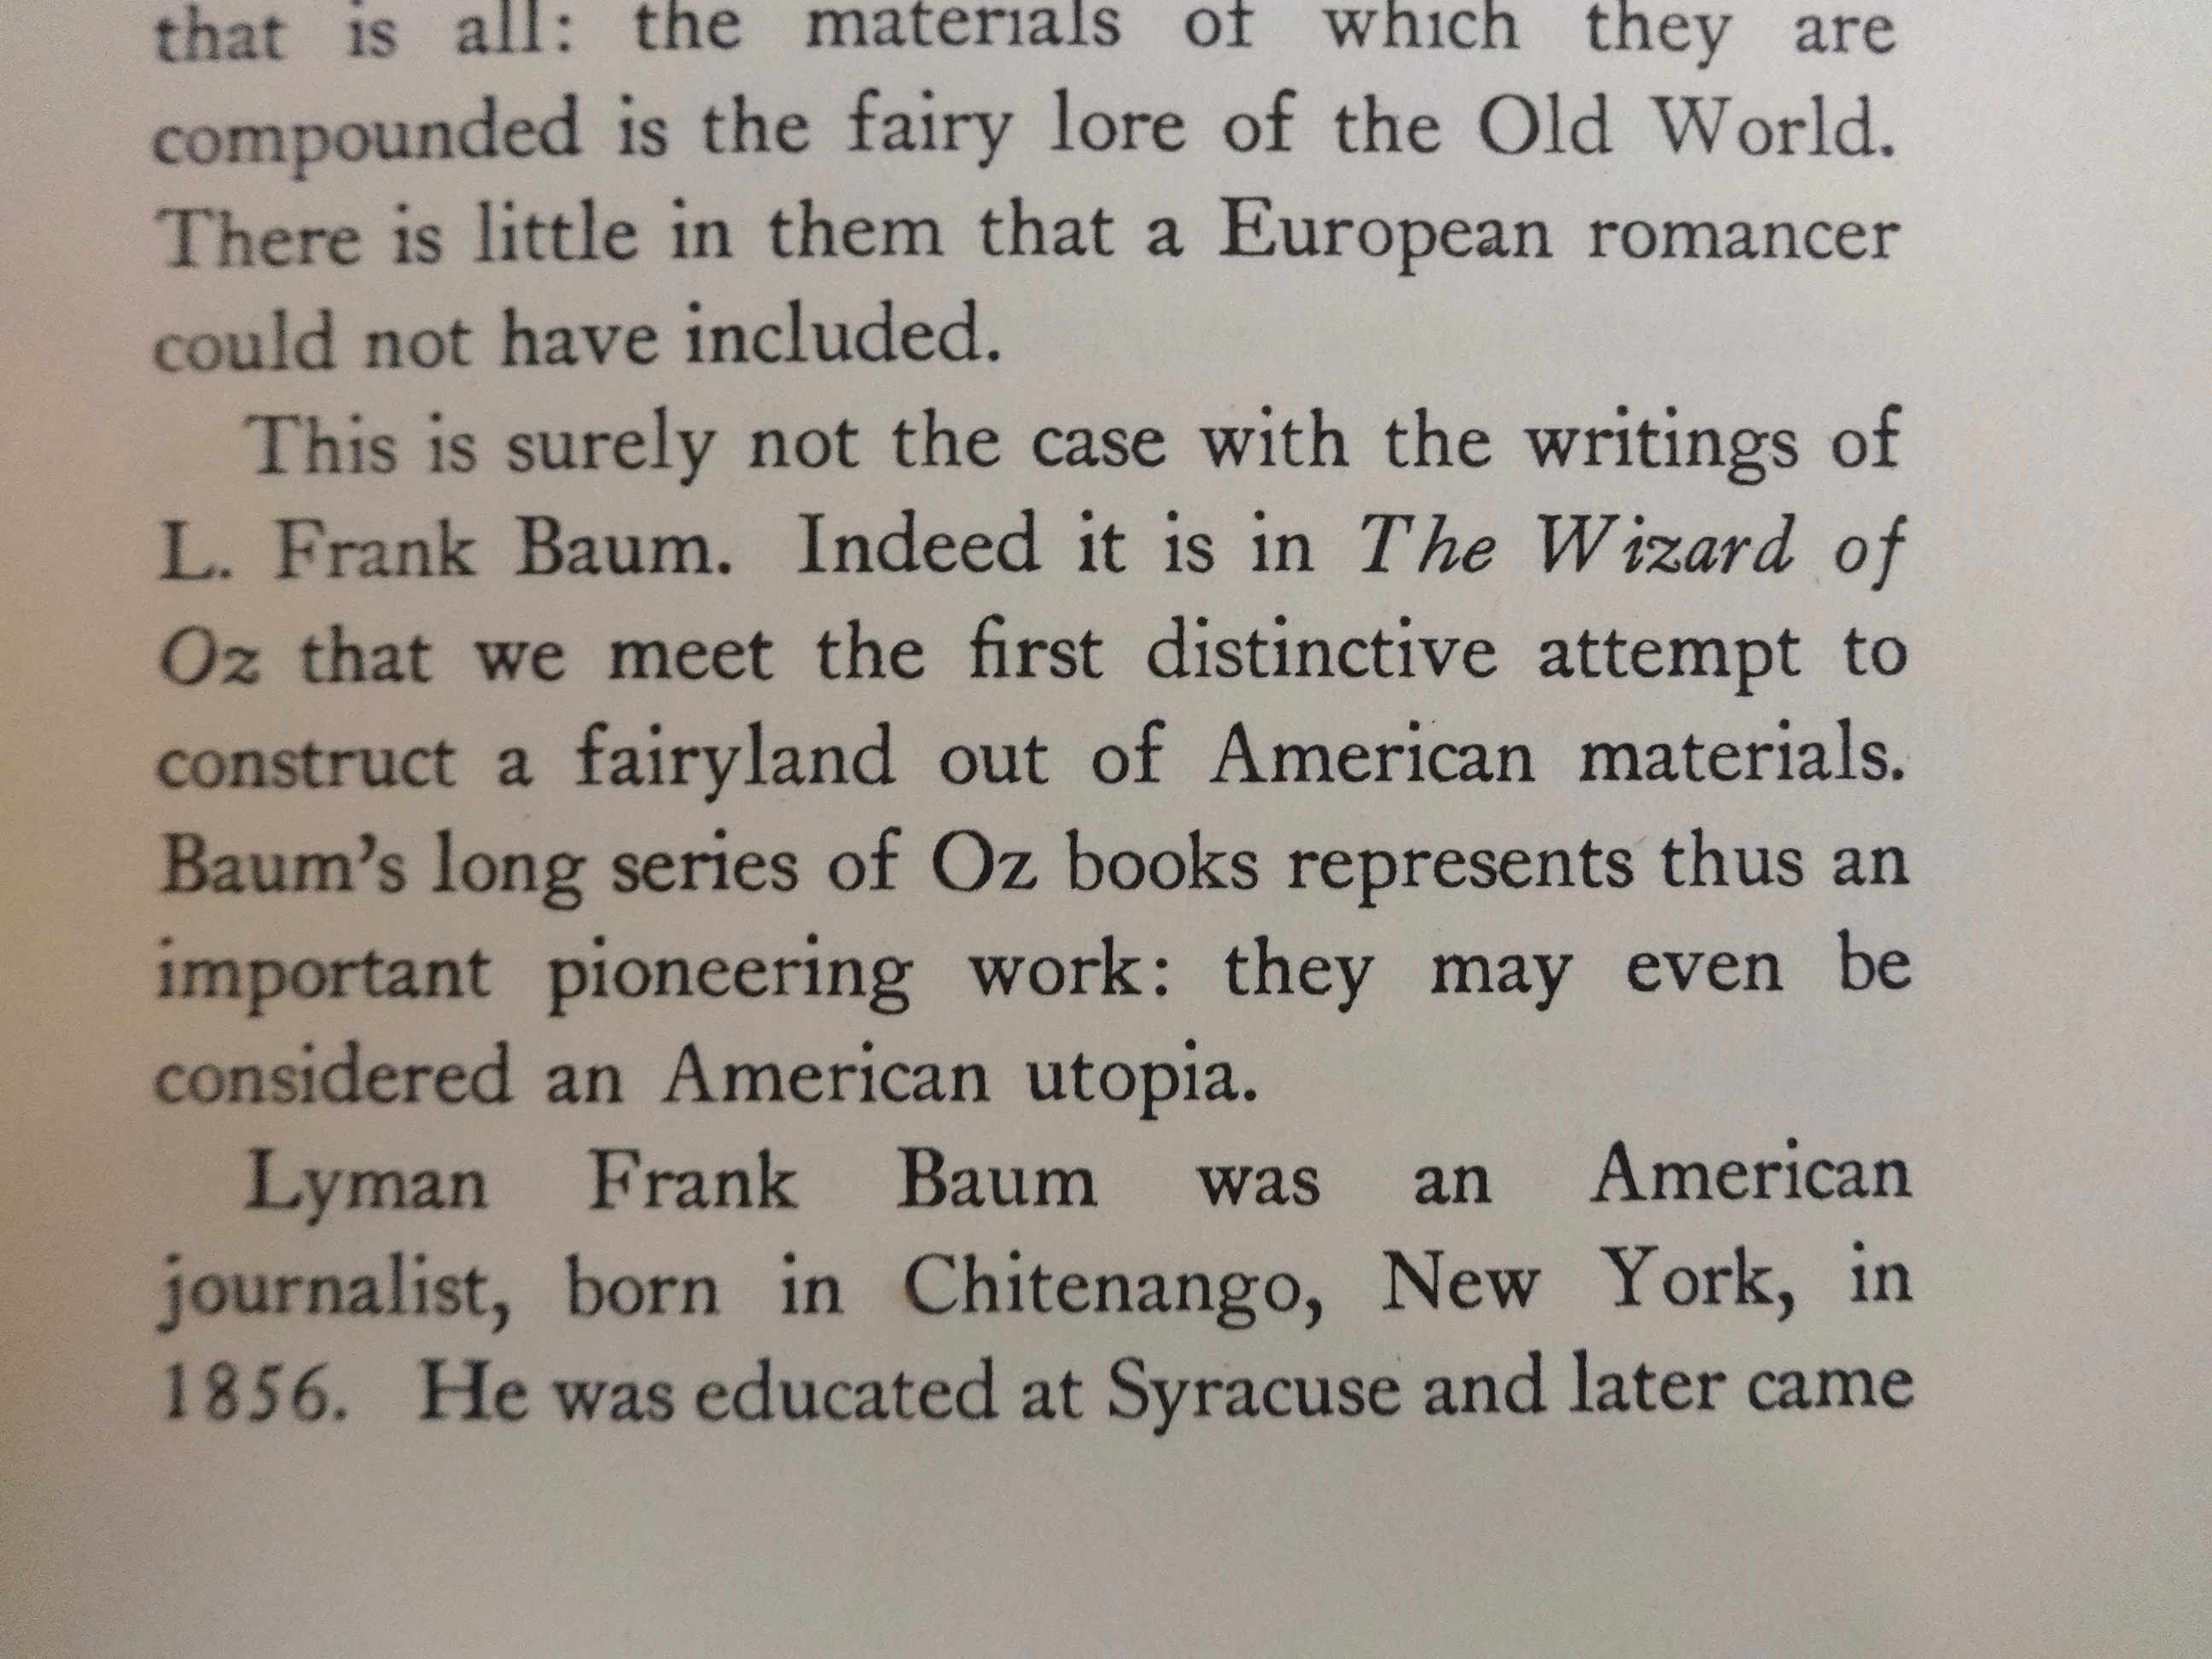 that is all: the materials of which they are
compounded is the fairy lore of the Old World.
There is little in them that a European romancer
could not have included.
This is surely not the case with the writings of
L. Frank Baum. Indeed it is in The Wizard of
Oz that we meet the first distinctive attempt to
construct a fairyland out of American materials.
Baum’s long series of Oz books represents thus an
important pioneering work: they may even be
considered an American utopia.
Lyman Frank Baum was an American
journalist, born in Chitenango, New York, in
1856. He was educated at Syracuse and later came